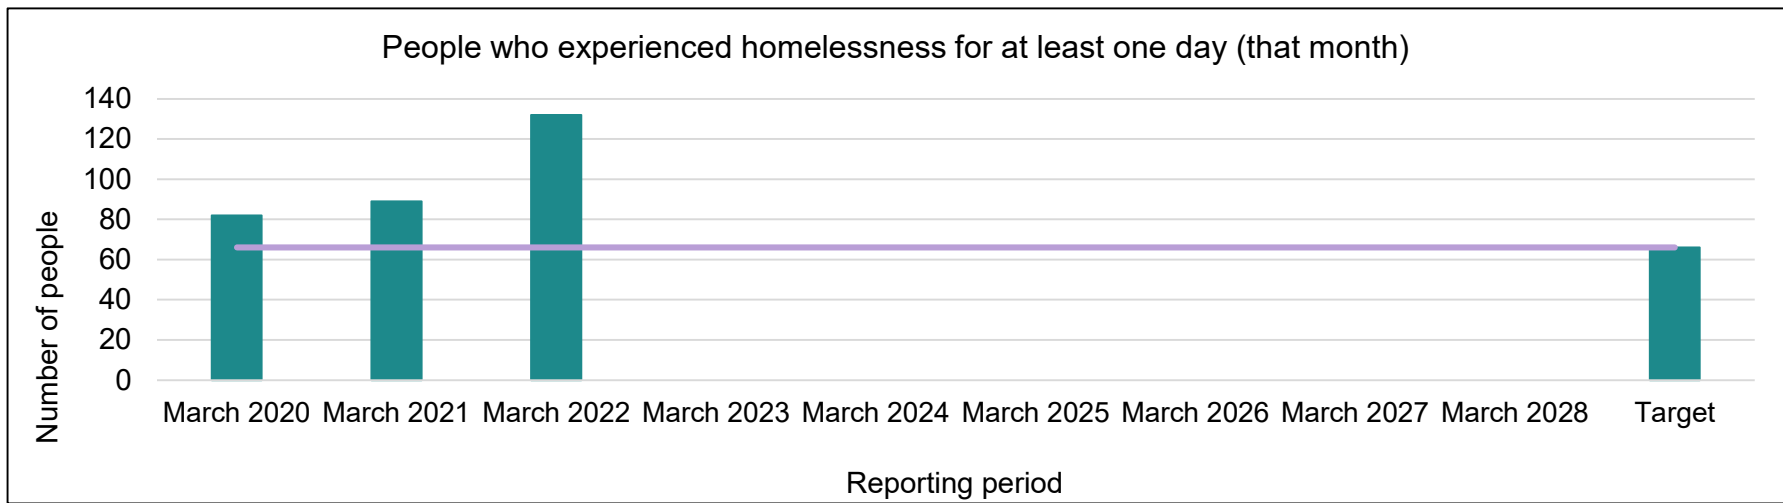 People who experienced homelessness for at least one day (that month)
Number of people
140
120
100
80
60
40
20
0
March 2020 March 2021 March 2022 March 2023 March 2024 March 2025 March 2026 March 2027 March 2028 Target
Reporting period